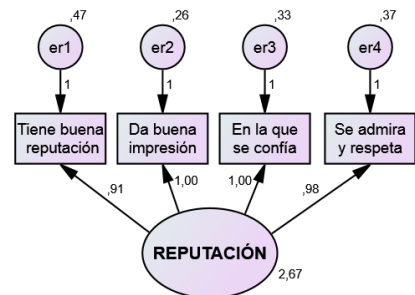 ,47
,26
,33
,37
er1
er2
er3
er4
1
1
1
1
Tiene buena
reputación
Da buena
impresión
En la que
se confía
Se admira
y respeta
,91
1,00
1,00
,98
REPUTACIÓN
2,67